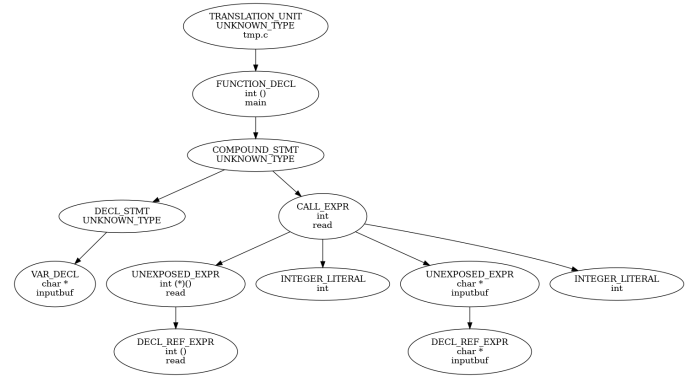 TRANSLATION_UNIT
UNKNOWN_TYPE
tmp.c
FUNCTION_DECL
int ()
main
COMPOUND_STMT
UNKNOWN_TYPE
DECL_STMT
UNKNOWN_TYPE
CALL_EXPR
int
read
VAR_DECL
char *
inputbuf
UNEXPOSED_EXPR
int (*)()
read
INTEGER_LITERAL
int
UNEXPOSED_EXPR
char *
inputbuf
INTEGER_LITERAL
int
DECL_REF_EXPR
int ()
read
DECL_REF_EXPR
char *
inputbuf